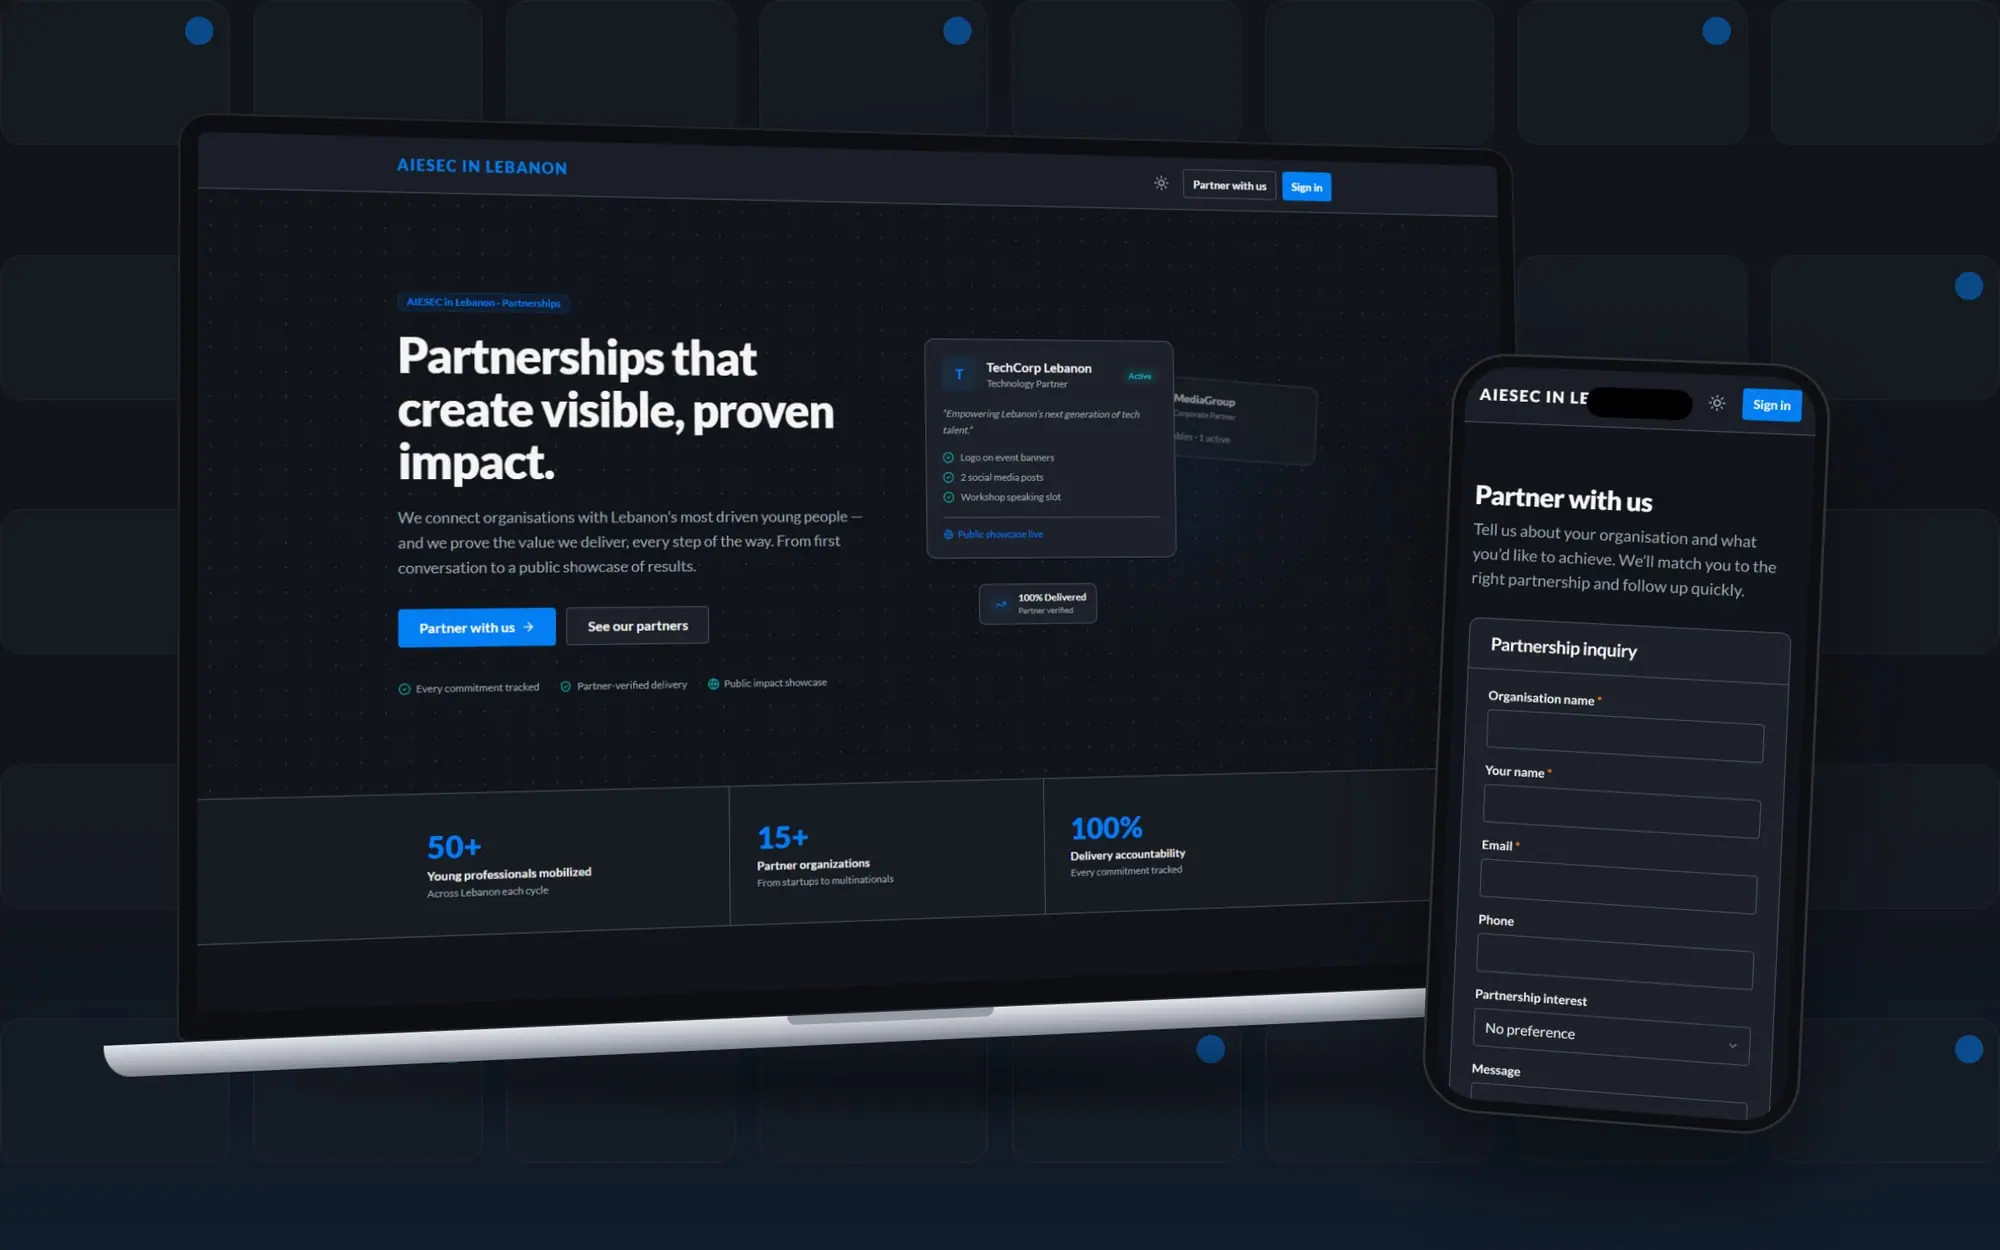 AIESEC IN LEBANON
Partner with us
Sign in
AIESEC in Lebanon · Partnerships
Partnerships that
create visible, proven
impact.
We connect organisations with Lebanon's most driven young people —
and we prove the value we deliver, every step of the way. From first
conversation to a public showcase of results.
Partner with us →
See our partners
Every commitment tracked
Partner-verified delivery
Public impact showcase
T
TechCorp Lebanon
Technology Partner
Active
"Empowering Lebanon's next generation of tech
talent."
Logo on event banners
2 social media posts
Workshop speaking slot
Public showcase live
MediaGroup
Corporate Partner
· 1 active
100% Delivered
Partner verified
50+
Young professionals mobilized
Across Lebanon each cycle
15+
Partner organizations
From startups to multinationals
100%
Delivery accountability
Every commitment tracked
AIESEC IN LE
Sign in
Partner with us
Tell us about your organisation and what
you'd like to achieve. We'll match you to the
right partnership and follow up quickly.
Partnership inquiry
Organisation name *
Your name *
Email *
Phone
Partnership interest
No preference
Message